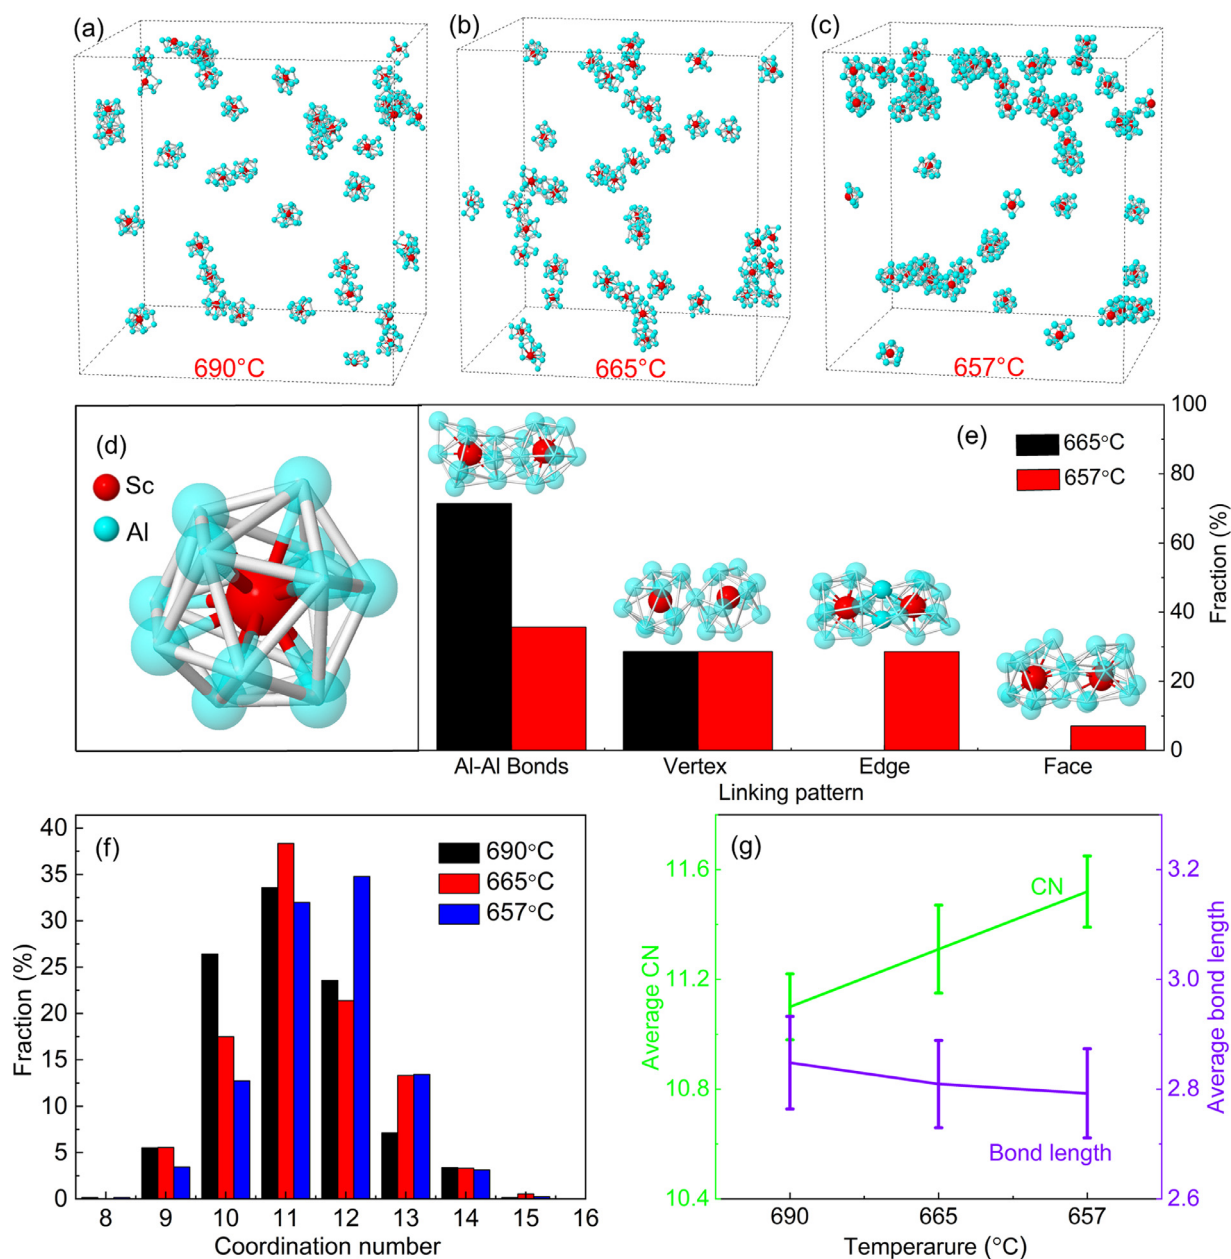 (a)
690°C
(b)
665°C
(c)
657°C
(d)
Sc
Al
(e)
665°C
657°C
100
80
60
40
20
0
Fraction (%)
Al-Al Bonds Vertex Edge Face
Linking pattern
(f)
690°C
665°C
657°C
40
35
30
25
20
15
10
5
0
Fraction (%)
8 9 10 11 12 13 14 15 16
Coordination number
(g)
CN
Bond length
11.6
11.2
10.8
10.4
Average CN
3.2
3.0
2.8
2.6
Average bond length
690 665 657
Temperarure (°C)